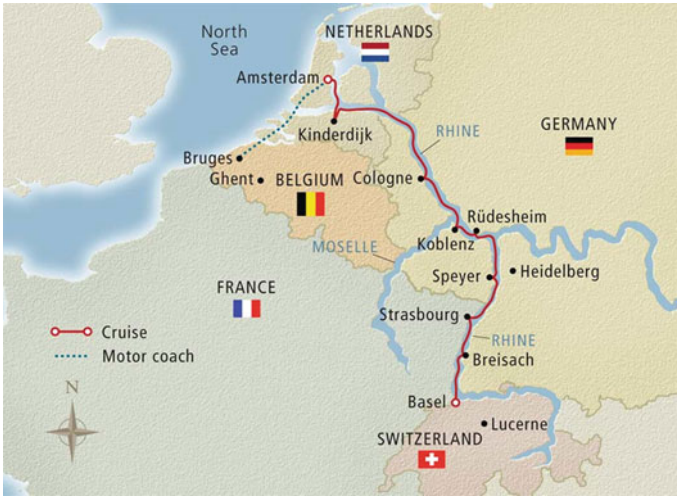 North
Sea
NETHERLANDS
Amsterdam
Kinderdijk
RHINE
GERMANY
Bruges
Ghent
BELGIUM
Cologne
Rüdesheim
Koblenz
MOSELLE
Speyer
Heidelberg
FRANCE
Strasbourg
Cruise
RHINE
Motor coach
Breisach
N
Basel
Lucerne
SWITZERLAND